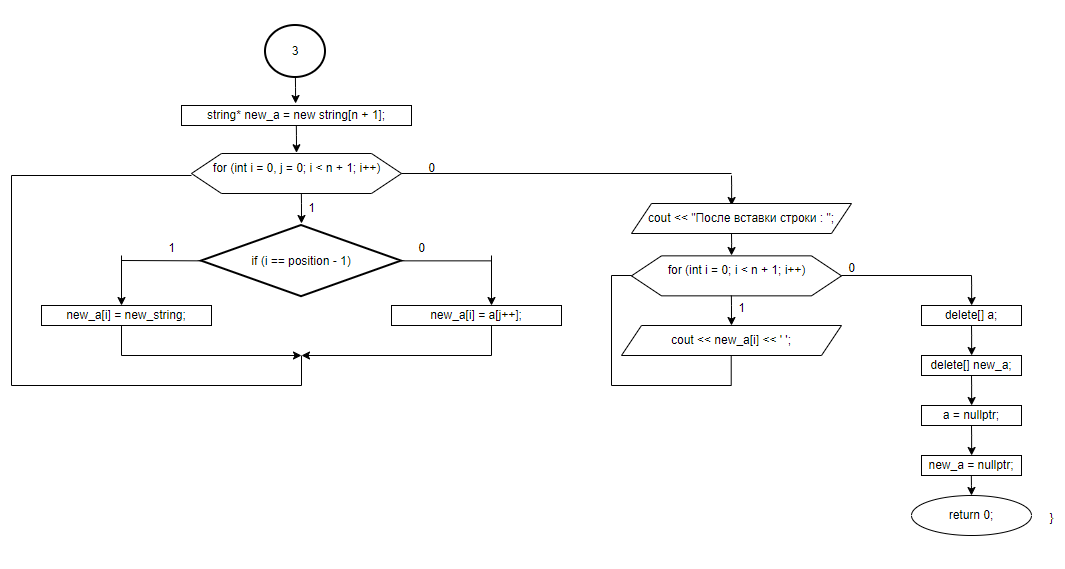 3
string* new_a = new string[n + 1];
for (int i = 0, j = 0; i < n + 1; i++)
0
1
if (i == position - 1)
1
0
new_a[i] = new_string;
new_a[i] = a[j++];
cout << "После вставки строки : ";
for (int i = 0; i < n + 1; i++)
0
1
cout << new_a[i] << ' ';
delete[] a;
delete[] new_a;
a = nullptr;
new_a = nullptr;
return 0;
}